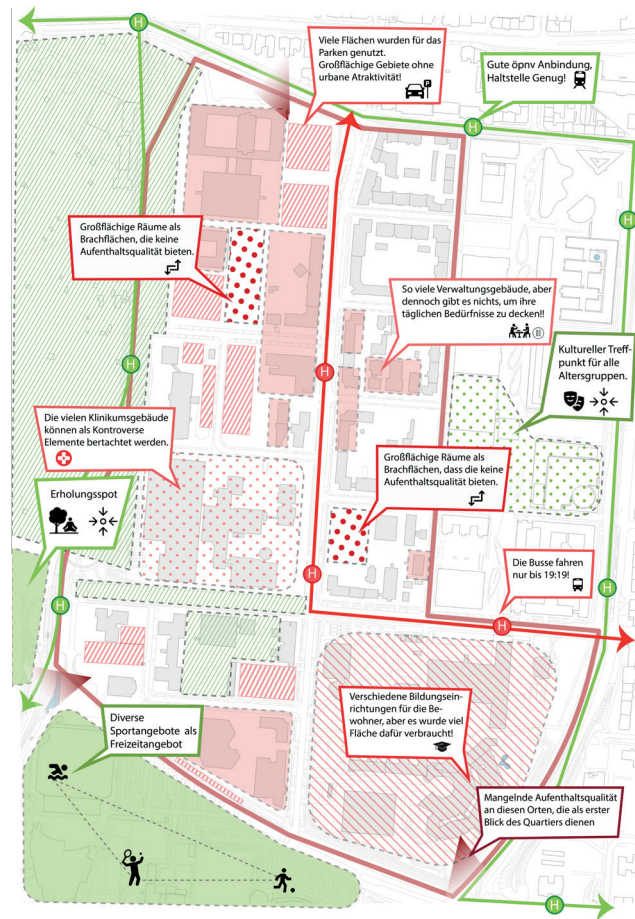 Viele Flächen wurden für das
Parken genutzt.
Großflächige Gebiete ohne
urbane Atraktivität!
P
Gute öpnv Anbindung,
Haltstelle Genug!
H
H
H
Großflächige Räume als
Brachflächen, die keine
Aufenthaltsqualität bieten.
So viele Verwaltungsgebäude, aber
dennoch gibt es nichts, um ihre
täglichen Bedürfnisse zu decken!!
Kultureller Treff-
punkt für alle
Altersgruppen.
H
H
Die vielen Klinikumsgebäude
können als Kontroverse
Elemente bertachtet werden.
Großflächige Räume als
Brachflächen, dass die keine
Aufenthaltsqualität bieten.
Erholungsspot
Die Busse fahren
nur bis 19:19!
H
H
H
H
H
Verschiedene Bildungsein-
richtungen für die Be-
wohner, aber es wurde viel
Fläche dafür verbraucht!
Diverse
Sportangebote als
Freizeitangebot
Mangelnde Aufenthaltsqualität
an diesen Orten, die als erster
Blick des Quartiers dienen
H